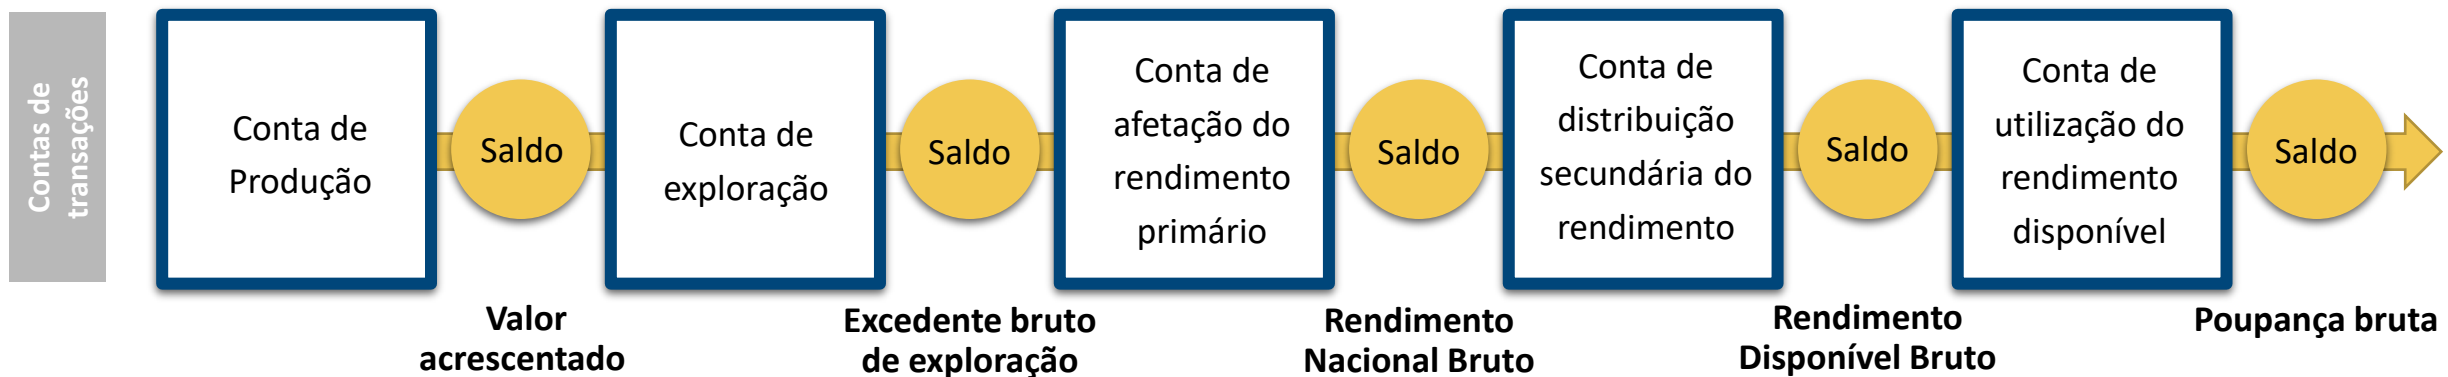 Contas de
transações
Conta de
Produção
Saldo
Conta de
exploração
Saldo
Conta de
afetação do
rendimento
primário
Saldo
Conta de
distribuição
secundária do
rendimento
Saldo
Conta de
utilização do
rendimento
disponível
Saldo
Valor
acrescentado
Excedente bruto
de exploração
Rendimento
Nacional Bruto
Rendimento
Disponível Bruto
Poupança bruta